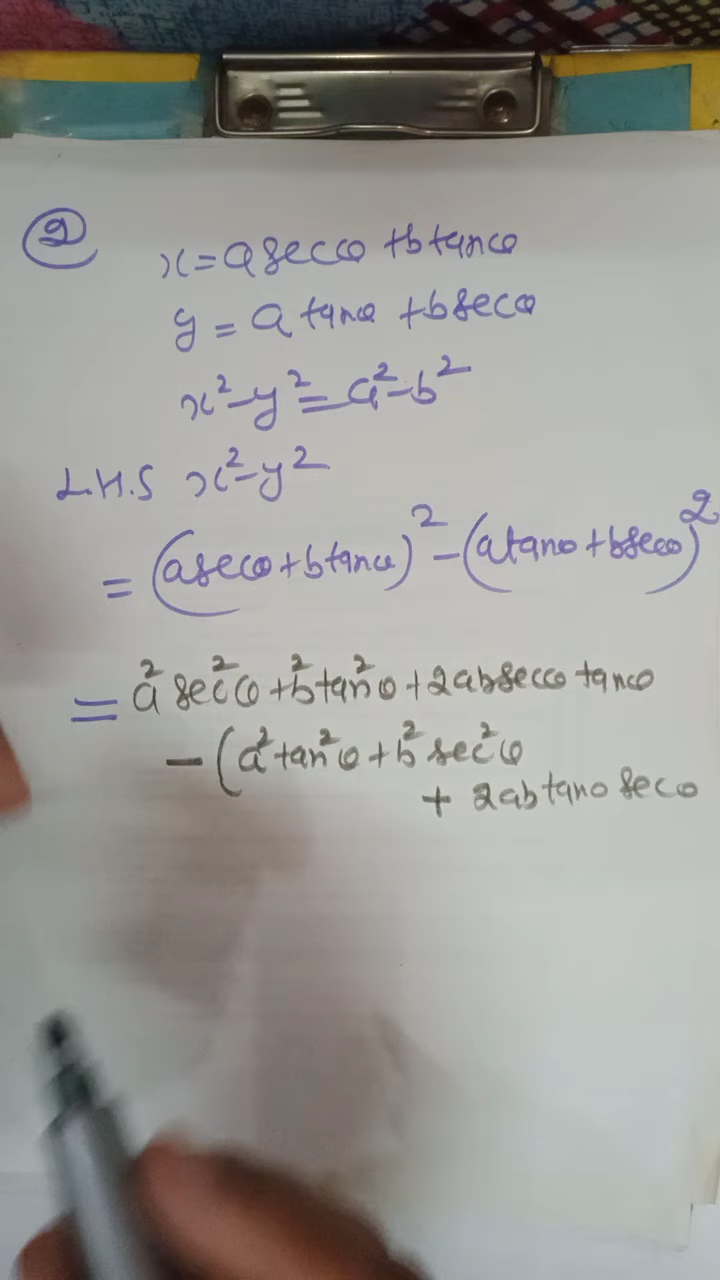 ②
x = a secθ + b tanθ
y = a tanθ + b secθ
x² - y² = a² - b²
L.H.S x² - y²
= (a secθ + b tanθ)² - (a tanθ + b secθ)²
= a² sec²θ + b² tan²θ + 2ab secθ tanθ
- (a² tan²θ + b² sec²θ
+ 2ab tanθ secθ